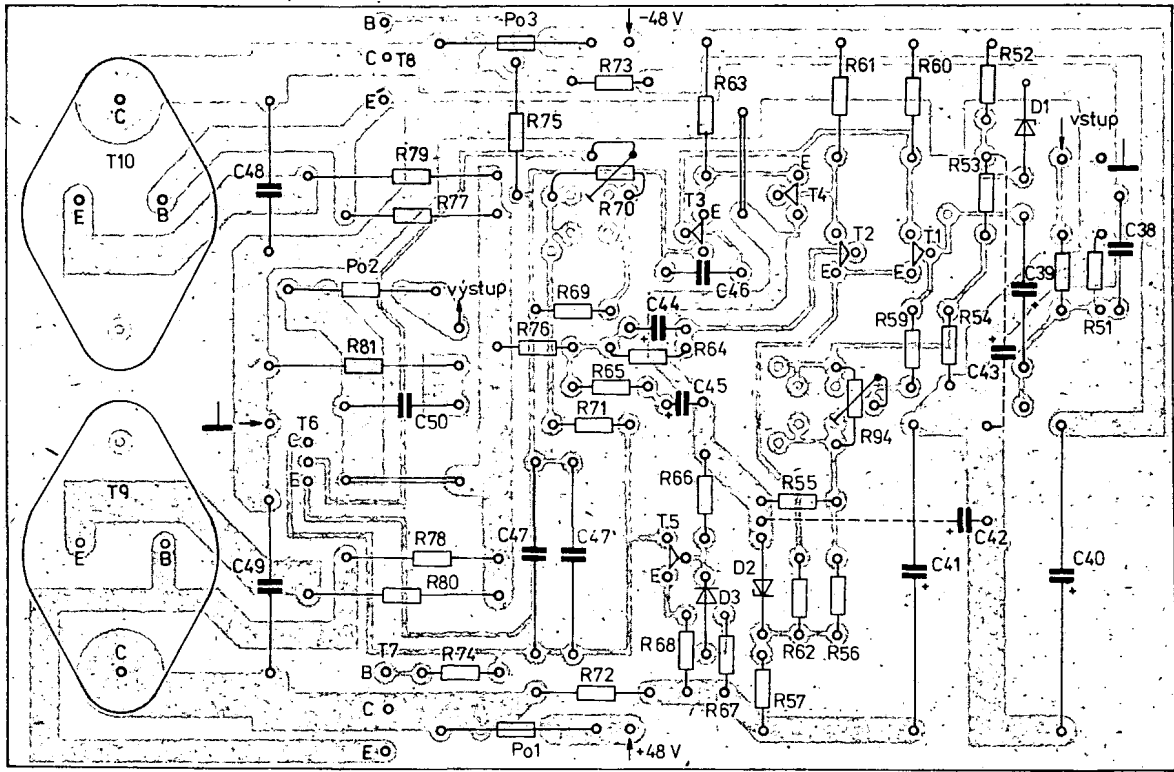 B
Po3
-48 V
C T8
R73
R63
R61
R60
R52
C
E
D1
vstup
T10
R75
R79
C48
R53
E
E
B
R77
R70
T3
E
T4
T2
T1
C38
E
E
Po2
výstup
C46
C39
R69
C44
R59
R54
R51
R76
+
R64
+
R81
C43
R65
C45
+
C50
R71
R94
T6
C
T9
E
R66
R55
E
B
T5
C42
+
R78
C47
C47'
D2
C41
C40
C49
R80
E
D3
+
+
R68
R62
R56
C
T7
B
R74
R72
R67
R57
C
Po1
+48 V
E